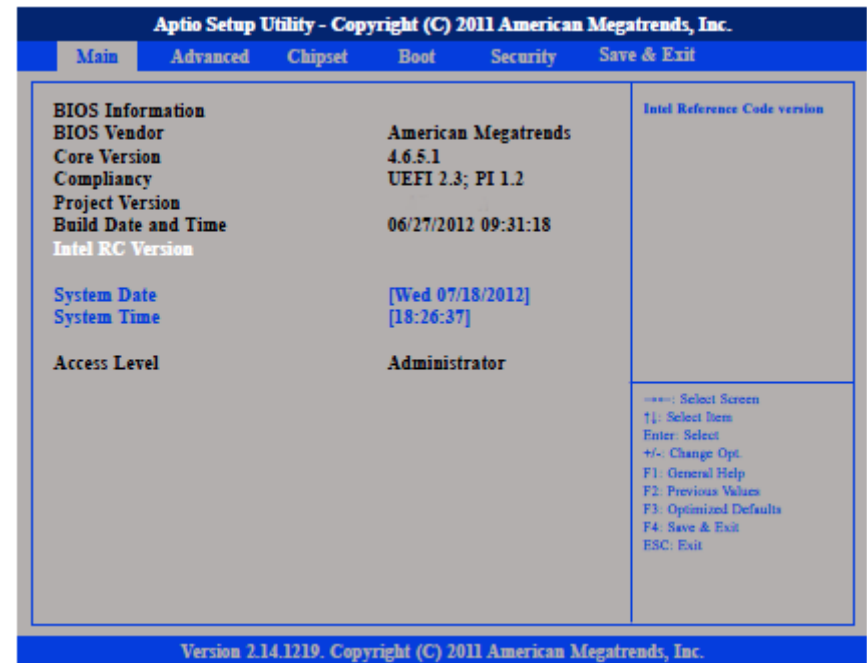 Aptio Setup Utility - Copyright (C) 2011 American Megatrends, Inc.
Main Advanced Chipset Boot Security Save & Exit
BIOS Information
BIOS Vendor American Megatrends
Core Version 4.6.5.1
Compliancy UEFI 2.3; PI 1.2
Project Version
Build Date and Time 06/27/2012 09:31:18
Intel RC Version
System Date [Wed 07/18/2012]
System Time [18:26:37]
Access Level Administrator
Intel Reference Code version
: Select Screen
↑↓: Select Item
Enter: Select
+/-: Change Opt.
F1: General Help
F2: Previous Values
F3: Optimized Defaults
F4: Save & Exit
ESC: Exit
Version 2.14.1219. Copyright (C) 2011 American Megatrends, Inc.